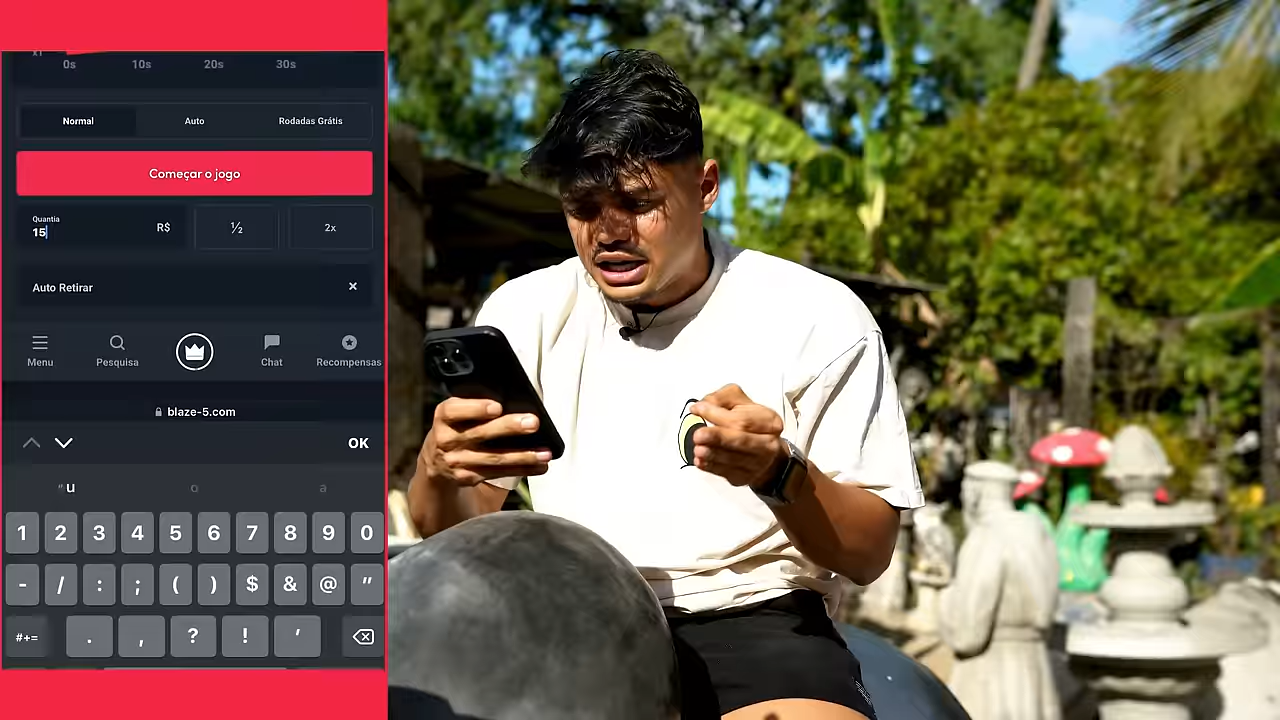 x1
0s 10s 20s 30s
Normal Auto Rodadas Grátis
Começar o jogo
Quantia
15 R$ ½ 2x
Auto Retirar ×
Menu Pesquisa Chat Recompensas
blaze-5.com
OK
"u o a
1 2 3 4 5 6 7 8 9 0
- / : ; ( ) $ & @ "
#+= . , ? ! '